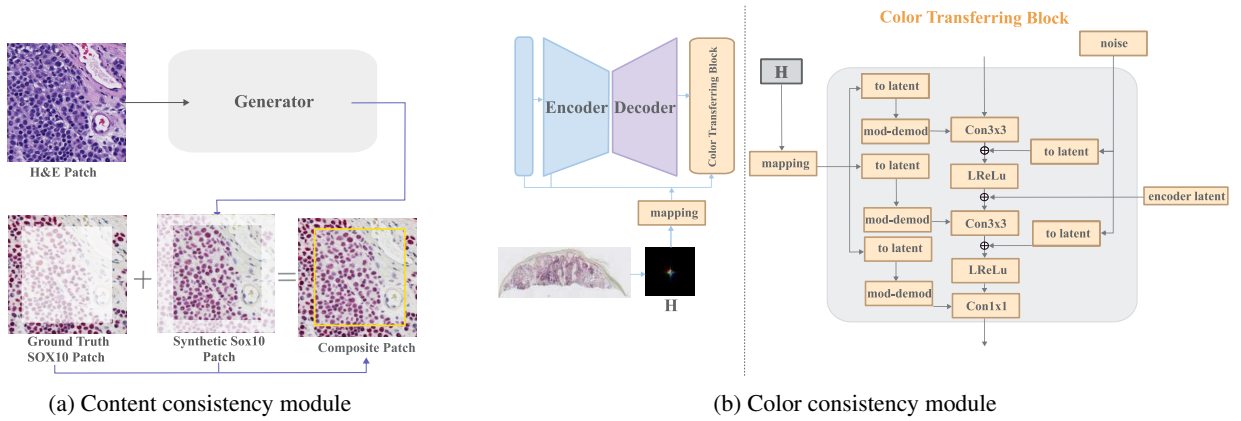 H&E Patch
Generator
Ground Truth
SOX10 Patch
+
Synthetic Sox10
Patch
=
Composite Patch
(a) Content consistency module
Encoder
Decoder
Color Transferring Block
mapping
H
Color Transferring Block
noise
H
mapping
to latent
mod-demod
to latent
mod-demod
to latent
mod-demod
Con3x3
to latent
LReLu
encoder latent
Con3x3
to latent
LReLu
Con1x1
(b) Color consistency module